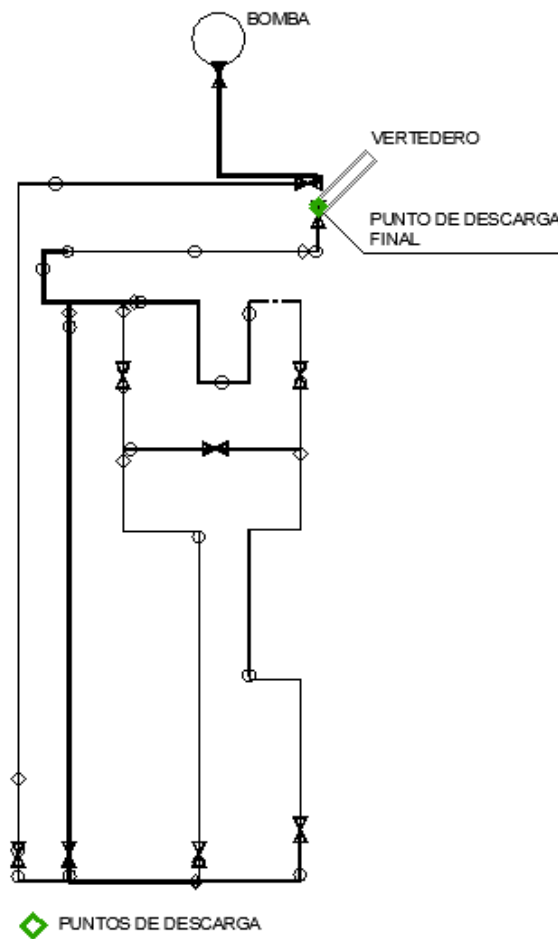 BOMBA
VERTEDERO
PUNTO DE DESCARGA
FINAL
PUNTOS DE DESCARGA